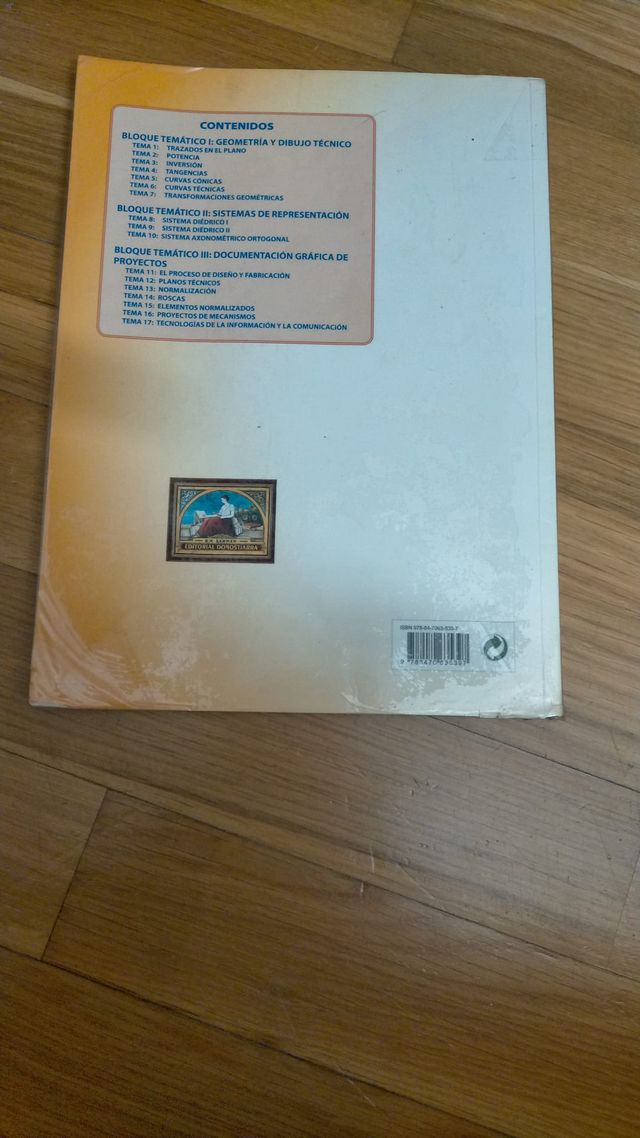 CONTENIDOS
BLOQUE TEMÁTICO I: GEOMETRÍA Y DIBUJO TÉCNICO
TEMA 1: TRAZADOS EN EL PLANO
TEMA 2: POTENCIA
TEMA 3: INVERSIÓN
TEMA 4: TANGENCIAS
TEMA 5: CURVAS CÓNICAS
TEMA 6: CURVAS TÉCNICAS
TEMA 7: TRANSFORMACIONES GEOMÉTRICAS
BLOQUE TEMÁTICO II: SISTEMAS DE REPRESENTACIÓN
TEMA 8: SISTEMA DIÉDRICO I
TEMA 9: SISTEMA DIÉDRICO II
TEMA 10: SISTEMA AXONOMÉTRICO ORTOGONAL
BLOQUE TEMÁTICO III: DOCUMENTACIÓN GRÁFICA DE
PROYECTOS
TEMA 11: EL PROCESO DE DISEÑO Y FABRICACIÓN
TEMA 12: PLANOS TÉCNICOS
TEMA 13: NORMALIZACIÓN
TEMA 14: ROSCAS
TEMA 15: ELEMENTOS NORMALIZADOS
TEMA 16: PROYECTOS DE MECANISMOS
TEMA 17: TECNOLOGÍAS DE LA INFORMACIÓN Y LA COMUNICACIÓN
EDITORIAL DONOSTIARRA
ISBN